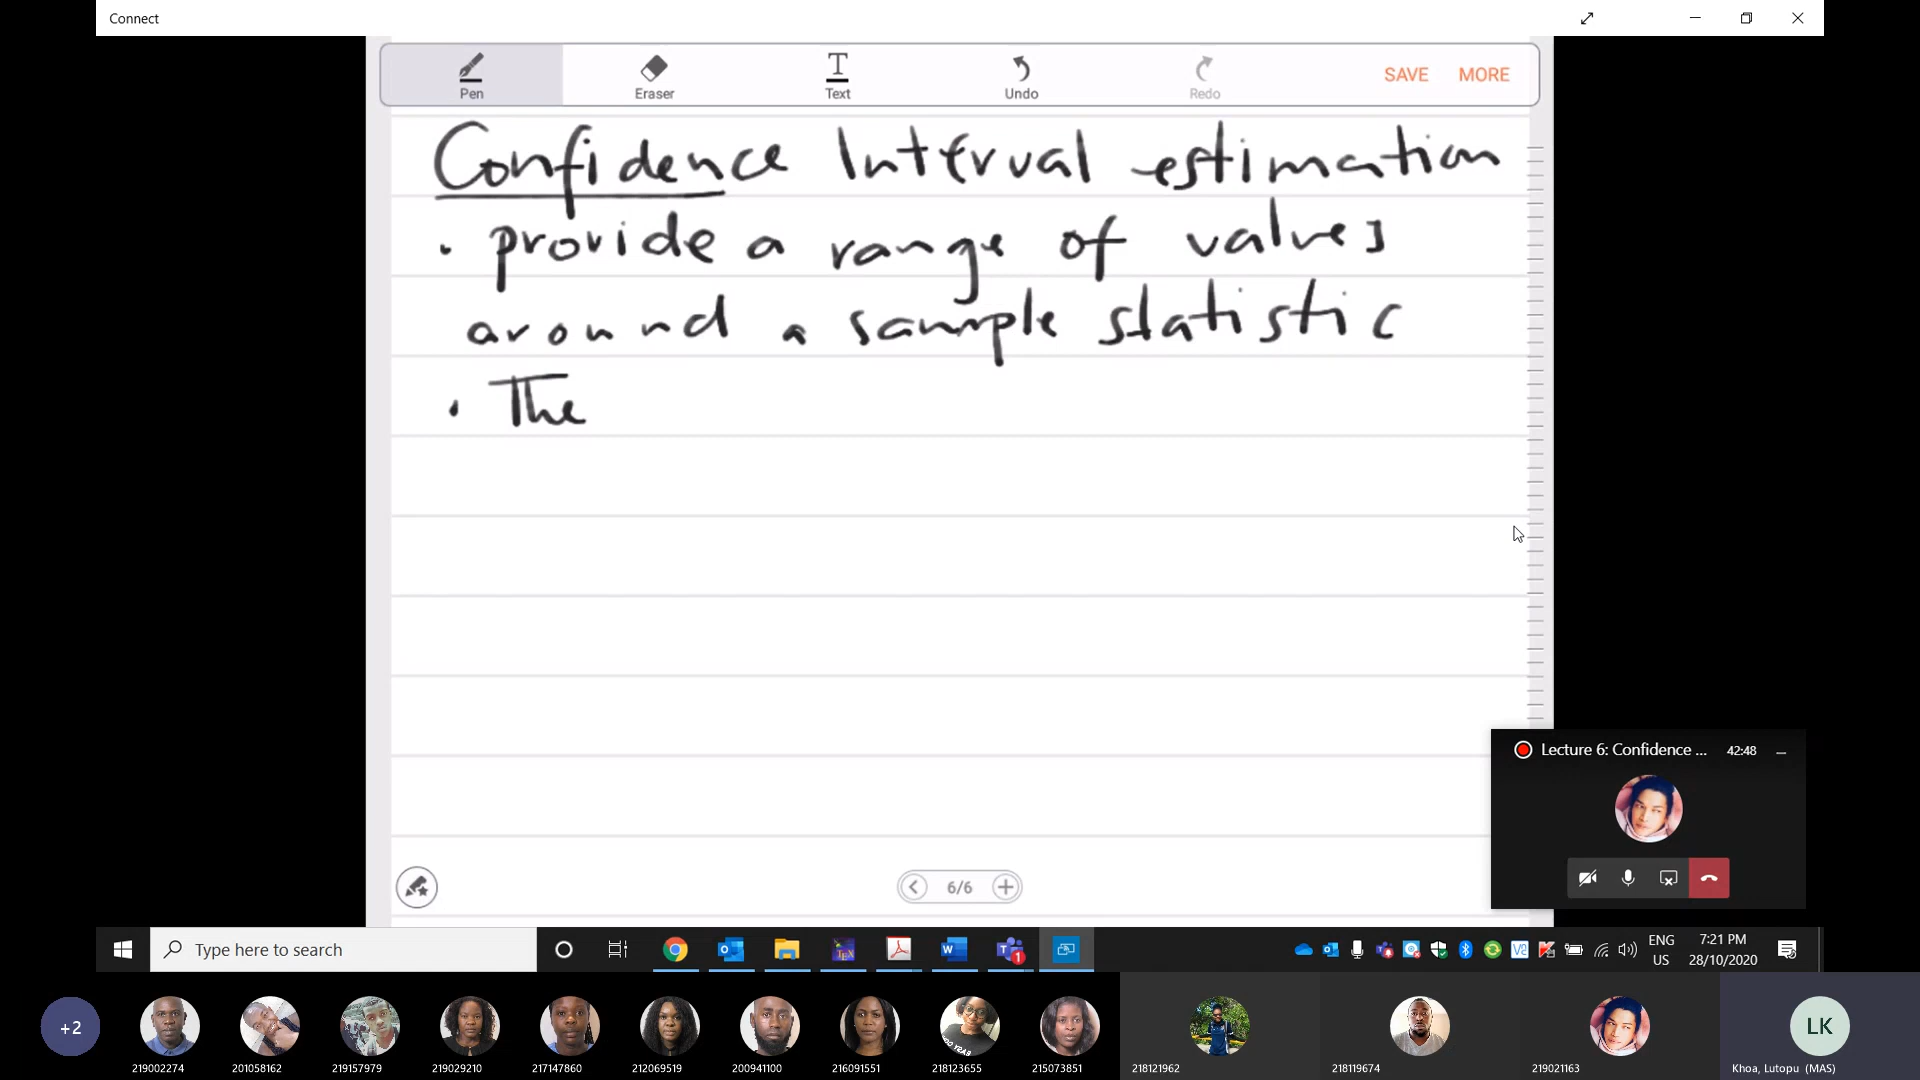 Connect
Pen
Eraser
Text
Undo
Redo
SAVE
MORE
Confidence Interval estimation
• provide a range of values
around a sample statistic
• The
Lecture 6: Confidence ...
42:48
6/6
Type here to search
ENG
US
7:21 PM
28/10/2020
+2
LK
219002274
201058162
219157979
219029210
217147860
212069519
200941100
216091551
218123655
215073851
218121962
218119674
219021163
Khoa, Lutopu (MAS)